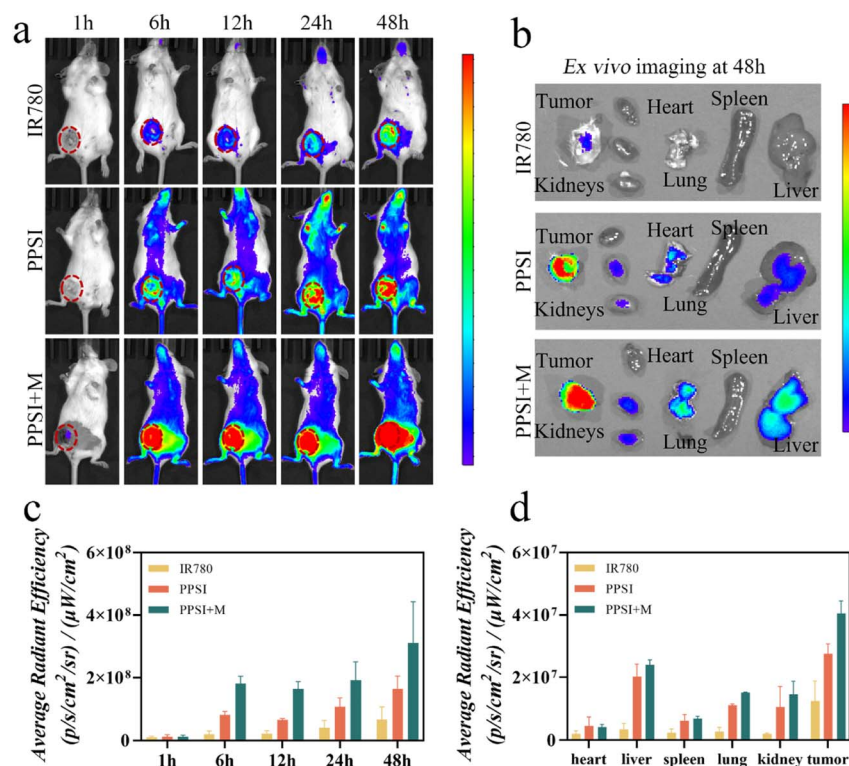 a
1h 6h 12h 24h 48h
IR780
PPSI
PPSI+M
b
Ex vivo imaging at 48h
IR780
Tumor Heart Spleen
Kidneys Lung Liver
PPSI
Tumor Heart Spleen
Kidneys Lung Liver
PPSI+M
Tumor Heart Spleen
Kidneys Lung Liver
c
Average Radiant Efficiency
(p/s/cm²/sr) / (μW/cm²)
6×10⁸
4×10⁸
2×10⁸
0
IR780
PPSI
PPSI+M
1h 6h 12h 24h 48h
d
Average Radiant Efficiency
(p/s/cm²/sr) / (μW/cm²)
6×10⁷
4×10⁷
2×10⁷
0
IR780
PPSI
PPSI+M
heart liver spleen lung kidney tumor